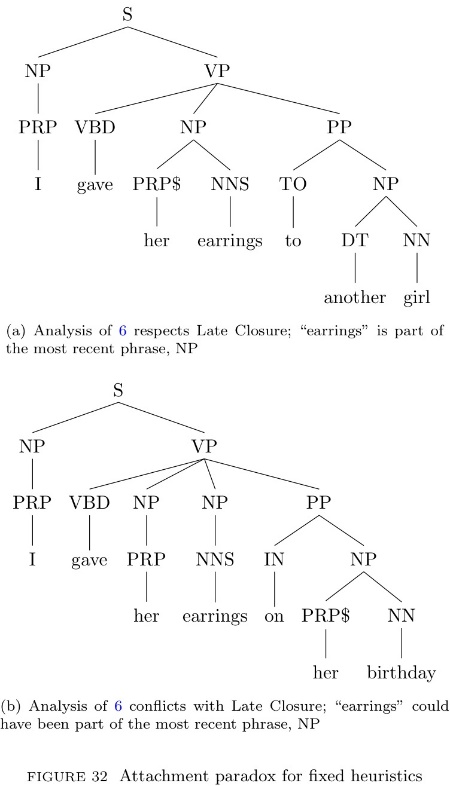 S
NP VP
PRP VBD NP PP
I gave PRP$ NNS TO NP
her earrings to DT NN
another girl
(a) Analysis of 6 respects Late Closure; “earrings” is part of
the most recent phrase, NP
S
NP VP
PRP VBD NP NP PP
I gave PRP NNS IN NP
her earrings on PRP$ NN
her birthday
(b) Analysis of 6 conflicts with Late Closure; “earrings” could
have been part of the most recent phrase, NP
FIGURE 32 Attachment paradox for fixed heuristics